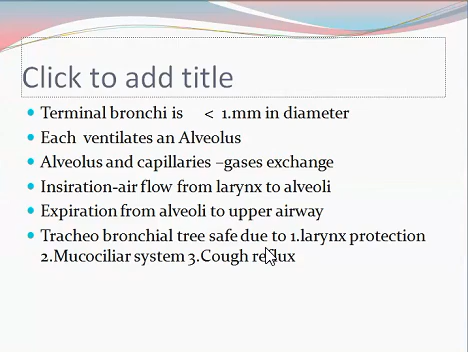 Click to add title
Terminal bronchi is < 1.mm in diameter
Each ventilates an Alveolus
Alveolus and capillaries –gases exchange
Insiration-air flow from larynx to alveoli
Expiration from alveoli to upper airway
Tracheo bronchial tree safe due to 1.larynx protection
2.Mucociliar system 3.Cough reflux